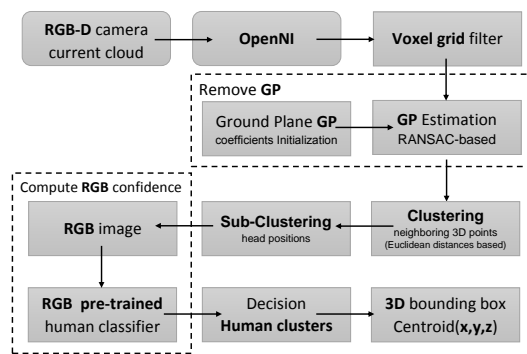 RGB-D camera
current cloud
OpenNI
Voxel grid filter
Remove GP
Ground Plane GP
coefficients Initialization
GP Estimation
RANSAC-based
Clustering
neighboring 3D points
(Euclidean distances based)
Sub-Clustering
head positions
Compute RGB confidence
RGB image
RGB pre-trained
human classifier
Decision
Human clusters
3D bounding box
Centroid(x,y,z)